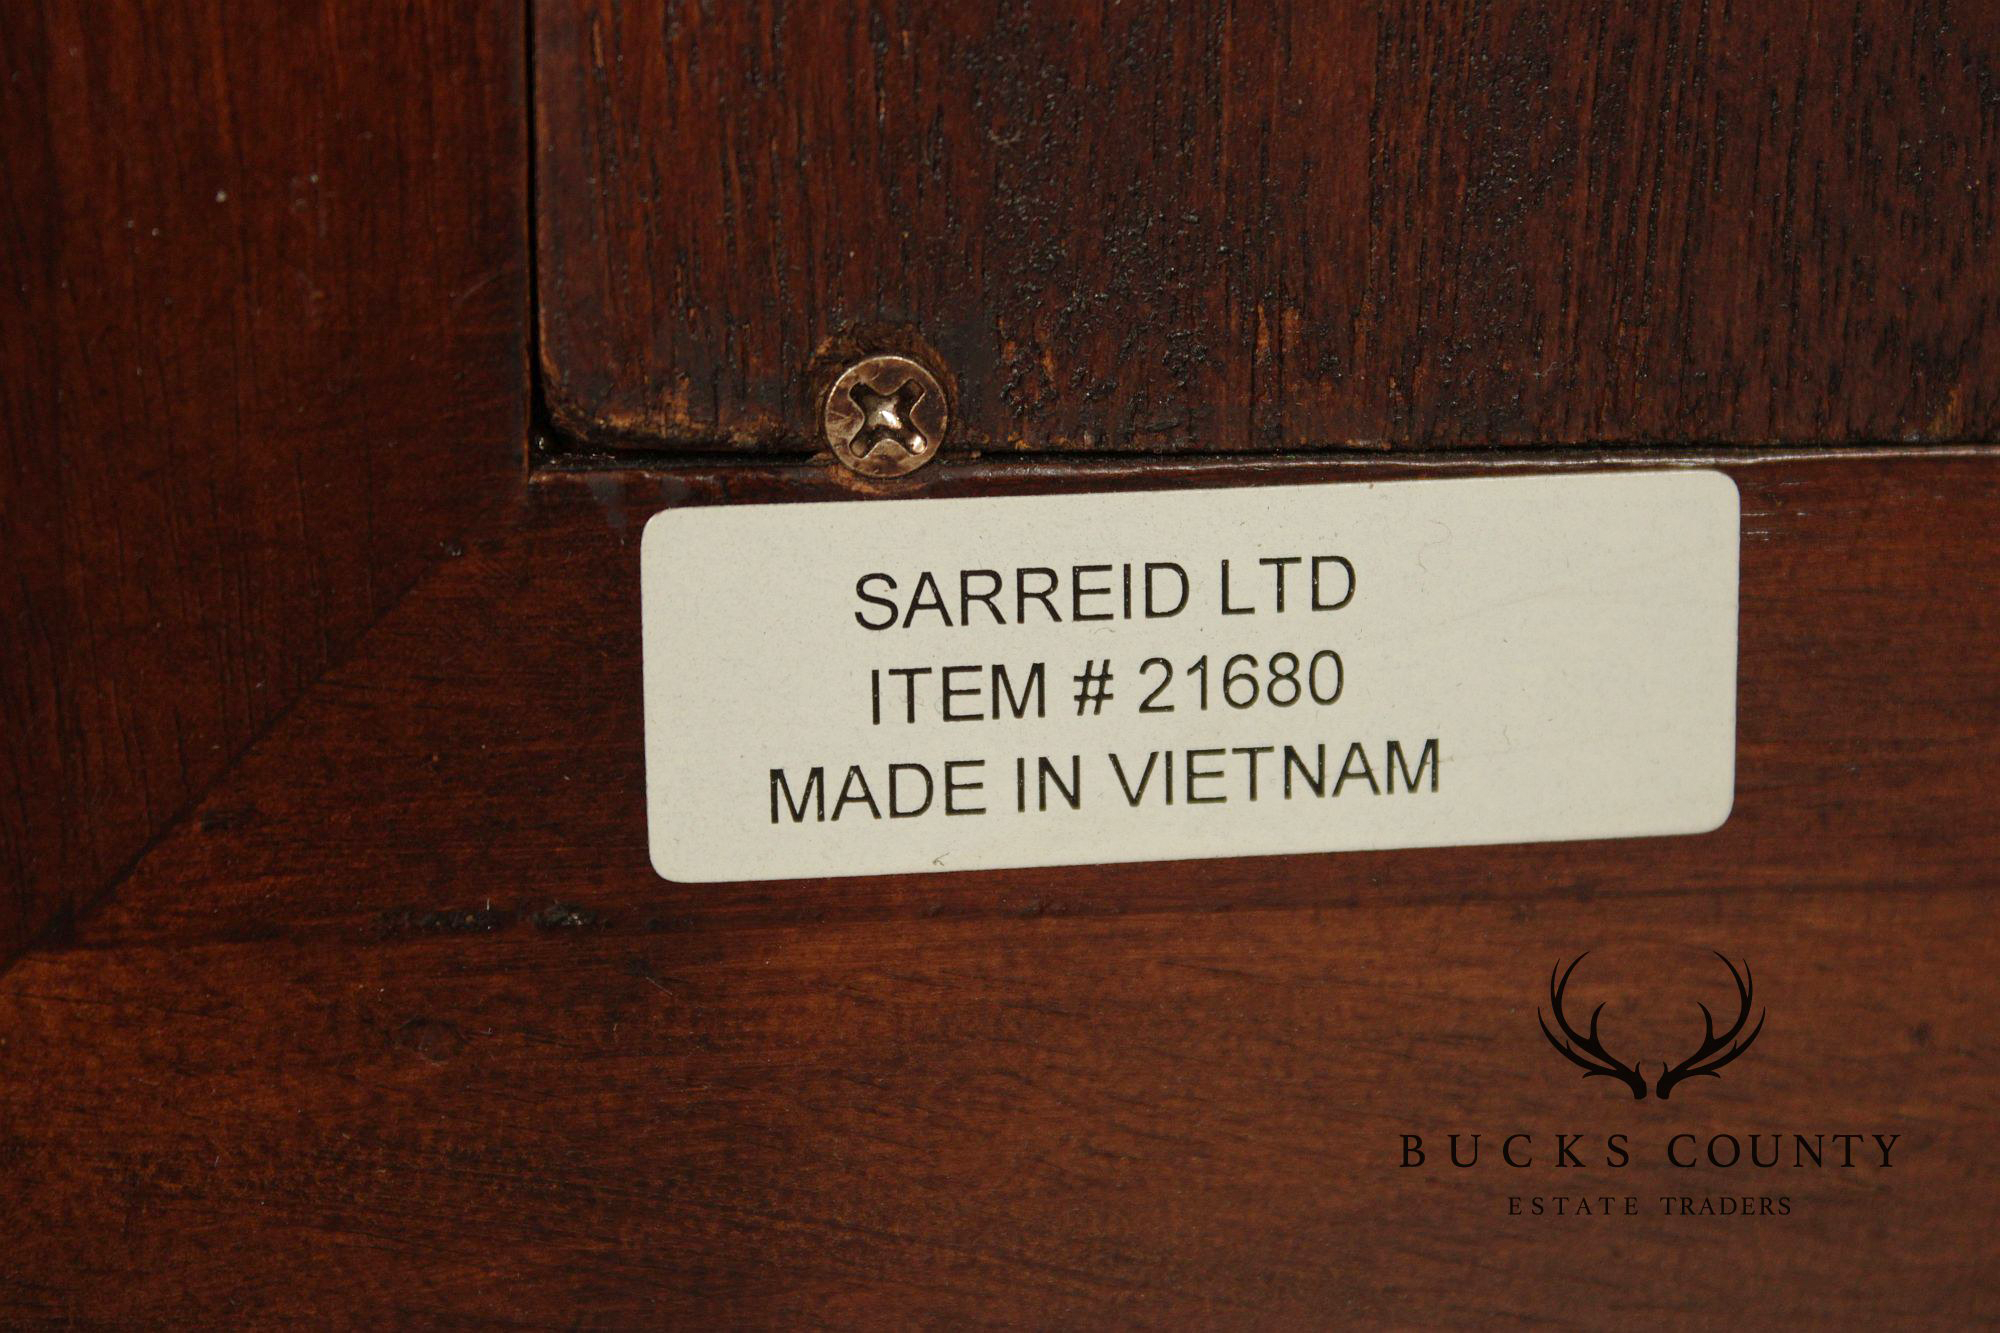 SARREID LTD
ITEM # 21680
MADE IN VIETNAM
BUCKS COUNTY
ESTATE TRADERS